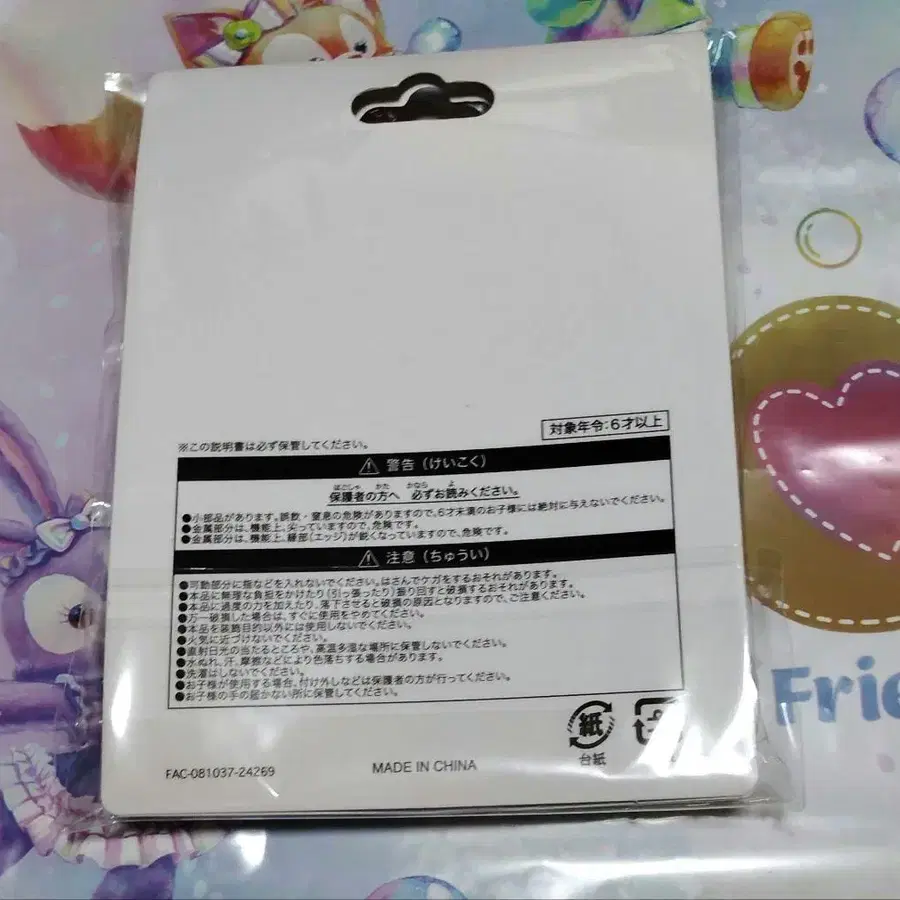 対象年令:6才以上
※この説明書は必ず保管してください。
⚠ 警告(けいこく)
ほごしゃ かた かなら よ
保護者の方へ 必ずお読みください。
●小部品があります。誤飲・窒息の危険がありますので、6才未満のお子様には絶対に与えないでください。
●金属部分は、機能上、尖っていますので、危険です。
●金属部分は、機能上、縁部(エッジ)が鋭くなっていますので、危険です。
⚠ 注意(ちゅうい)
●可動部分に指などを入れないでください。はさんでケガをするおそれがあります。
●本品に無理な負担をかけたり(引っ張ったり)振り回すと破損するおそれがあります。
●本品に過度の力を加えたり、落下させると破損の原因となりますので、ご注意ください。
●万一破損した場合は、すぐに使用をやめてください。
●本品を装飾目的以外には使用しないでください。
●火気に近づけないでください。
●直射日光の当たるところや、高温多湿な場所に保管しないでください。
●水ぬれ、汗、摩擦などにより色落ちする場合があります。
●洗濯はしないでください。
●お子様が使用する場合、付け外しなどは保護者の方が行ってください。
●お子様の手の届かない所に保管してください。
紙
台紙
FAC-081037-24269
MADE IN CHINA